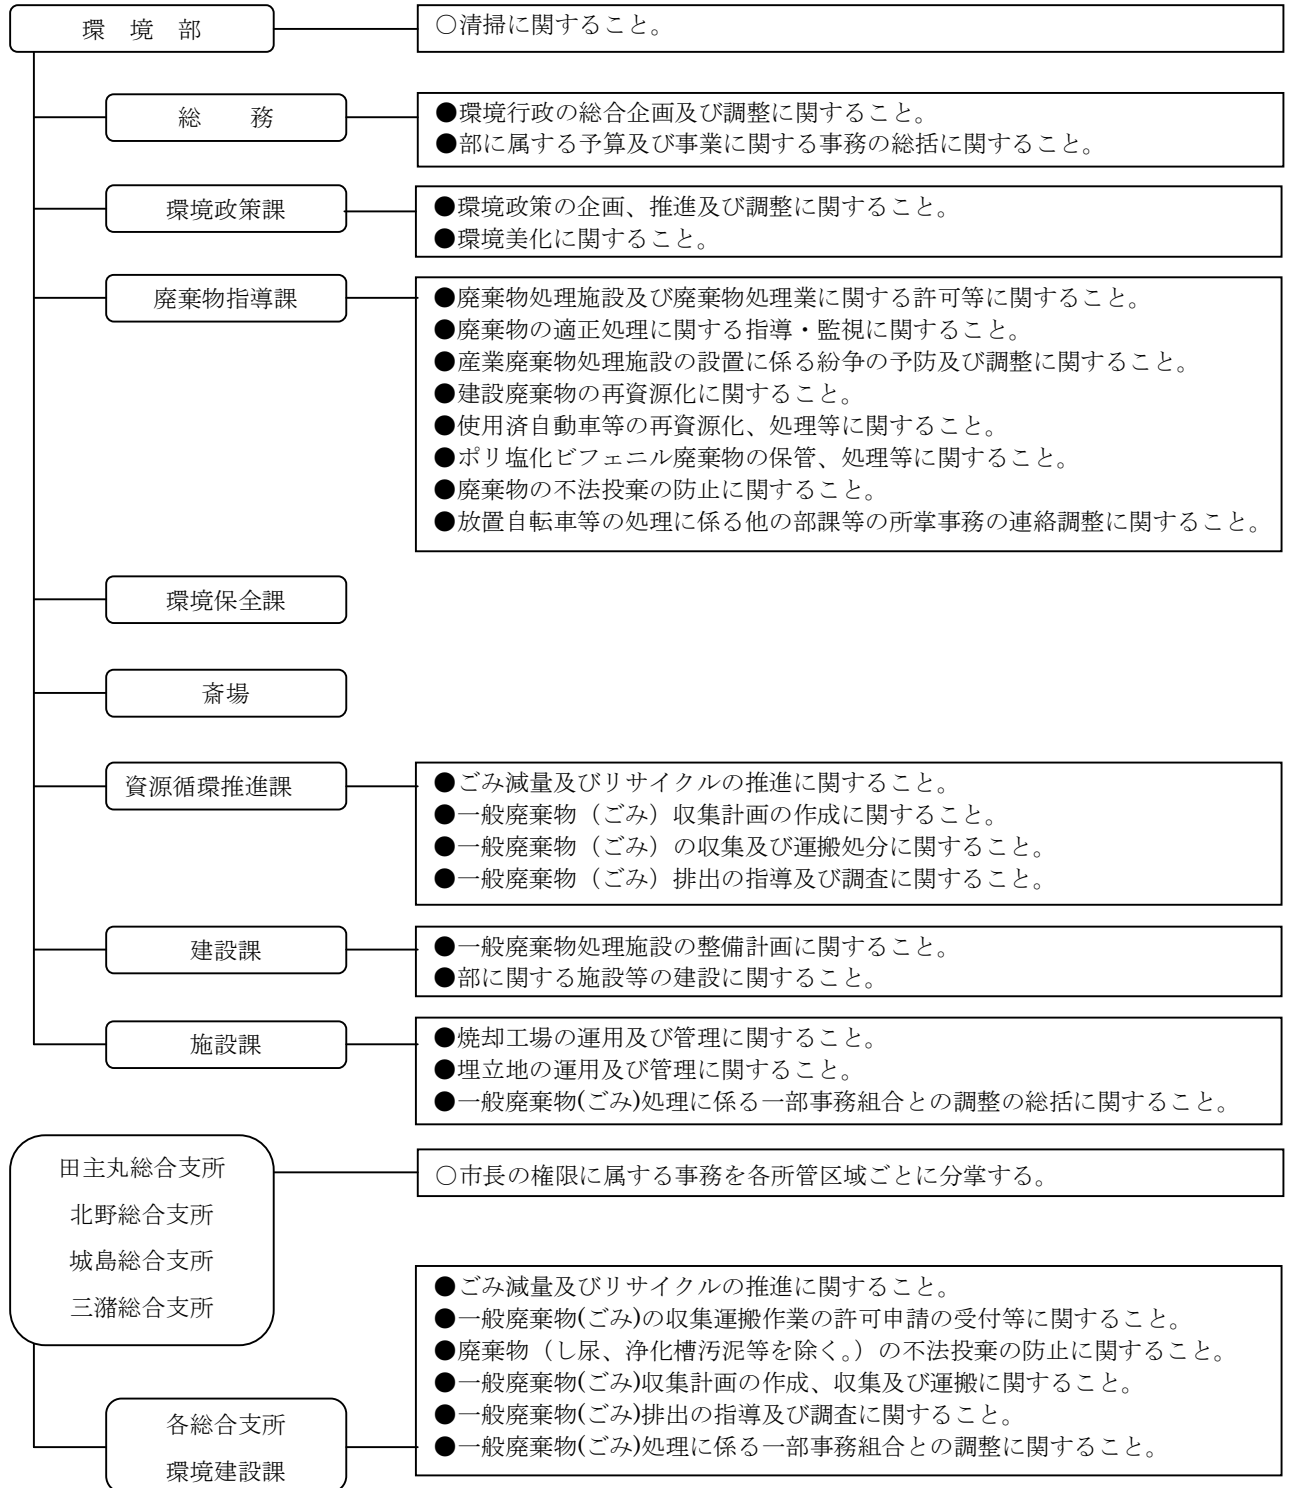 環　境　部
○清掃に関すること。
総　　務
●環境行政の総合企画及び調整に関すること。
●部に属する予算及び事業に関する事務の総括に関すること。
環境政策課
●環境政策の企画、推進及び調整に関すること。
●環境美化に関すること。
廃棄物指導課
●廃棄物処理施設及び廃棄物処理業に関する許可等に関すること。
●廃棄物の適正処理に関する指導・監視に関すること。
●産業廃棄物処理施設の設置に係る紛争の予防及び調整に関すること。
●建設廃棄物の再資源化に関すること。
●使用済自動車等の再資源化、処理等に関すること。
●ポリ塩化ビフェニル廃棄物の保管、処理等に関すること。
●廃棄物の不法投棄の防止に関すること。
●放置自転車等の処理に係る他の部課等の所掌事務の連絡調整に関すること。
環境保全課
斎場
資源循環推進課
●ごみ減量及びリサイクルの推進に関すること。
●一般廃棄物（ごみ）収集計画の作成に関すること。
●一般廃棄物（ごみ）の収集及び運搬処分に関すること。
●一般廃棄物（ごみ）排出の指導及び調査に関すること。
建設課
●一般廃棄物処理施設の整備計画に関すること。
●部に関する施設等の建設に関すること。
施設課
●焼却工場の運用及び管理に関すること。
●埋立地の運用及び管理に関すること。
●一般廃棄物(ごみ)処理に係る一部事務組合との調整の総括に関すること。
田主丸総合支所
北野総合支所
城島総合支所
三潴総合支所
○市長の権限に属する事務を各所管区域ごとに分掌する。
各総合支所
環境建設課
●ごみ減量及びリサイクルの推進に関すること。
●一般廃棄物(ごみ)の収集運搬作業の許可申請の受付等に関すること。
●廃棄物（し尿、浄化槽汚泥等を除く。）の不法投棄の防止に関すること。
●一般廃棄物(ごみ)収集計画の作成、収集及び運搬に関すること。
●一般廃棄物(ごみ)排出の指導及び調査に関すること。
●一般廃棄物(ごみ)処理に係る一部事務組合との調整に関すること。